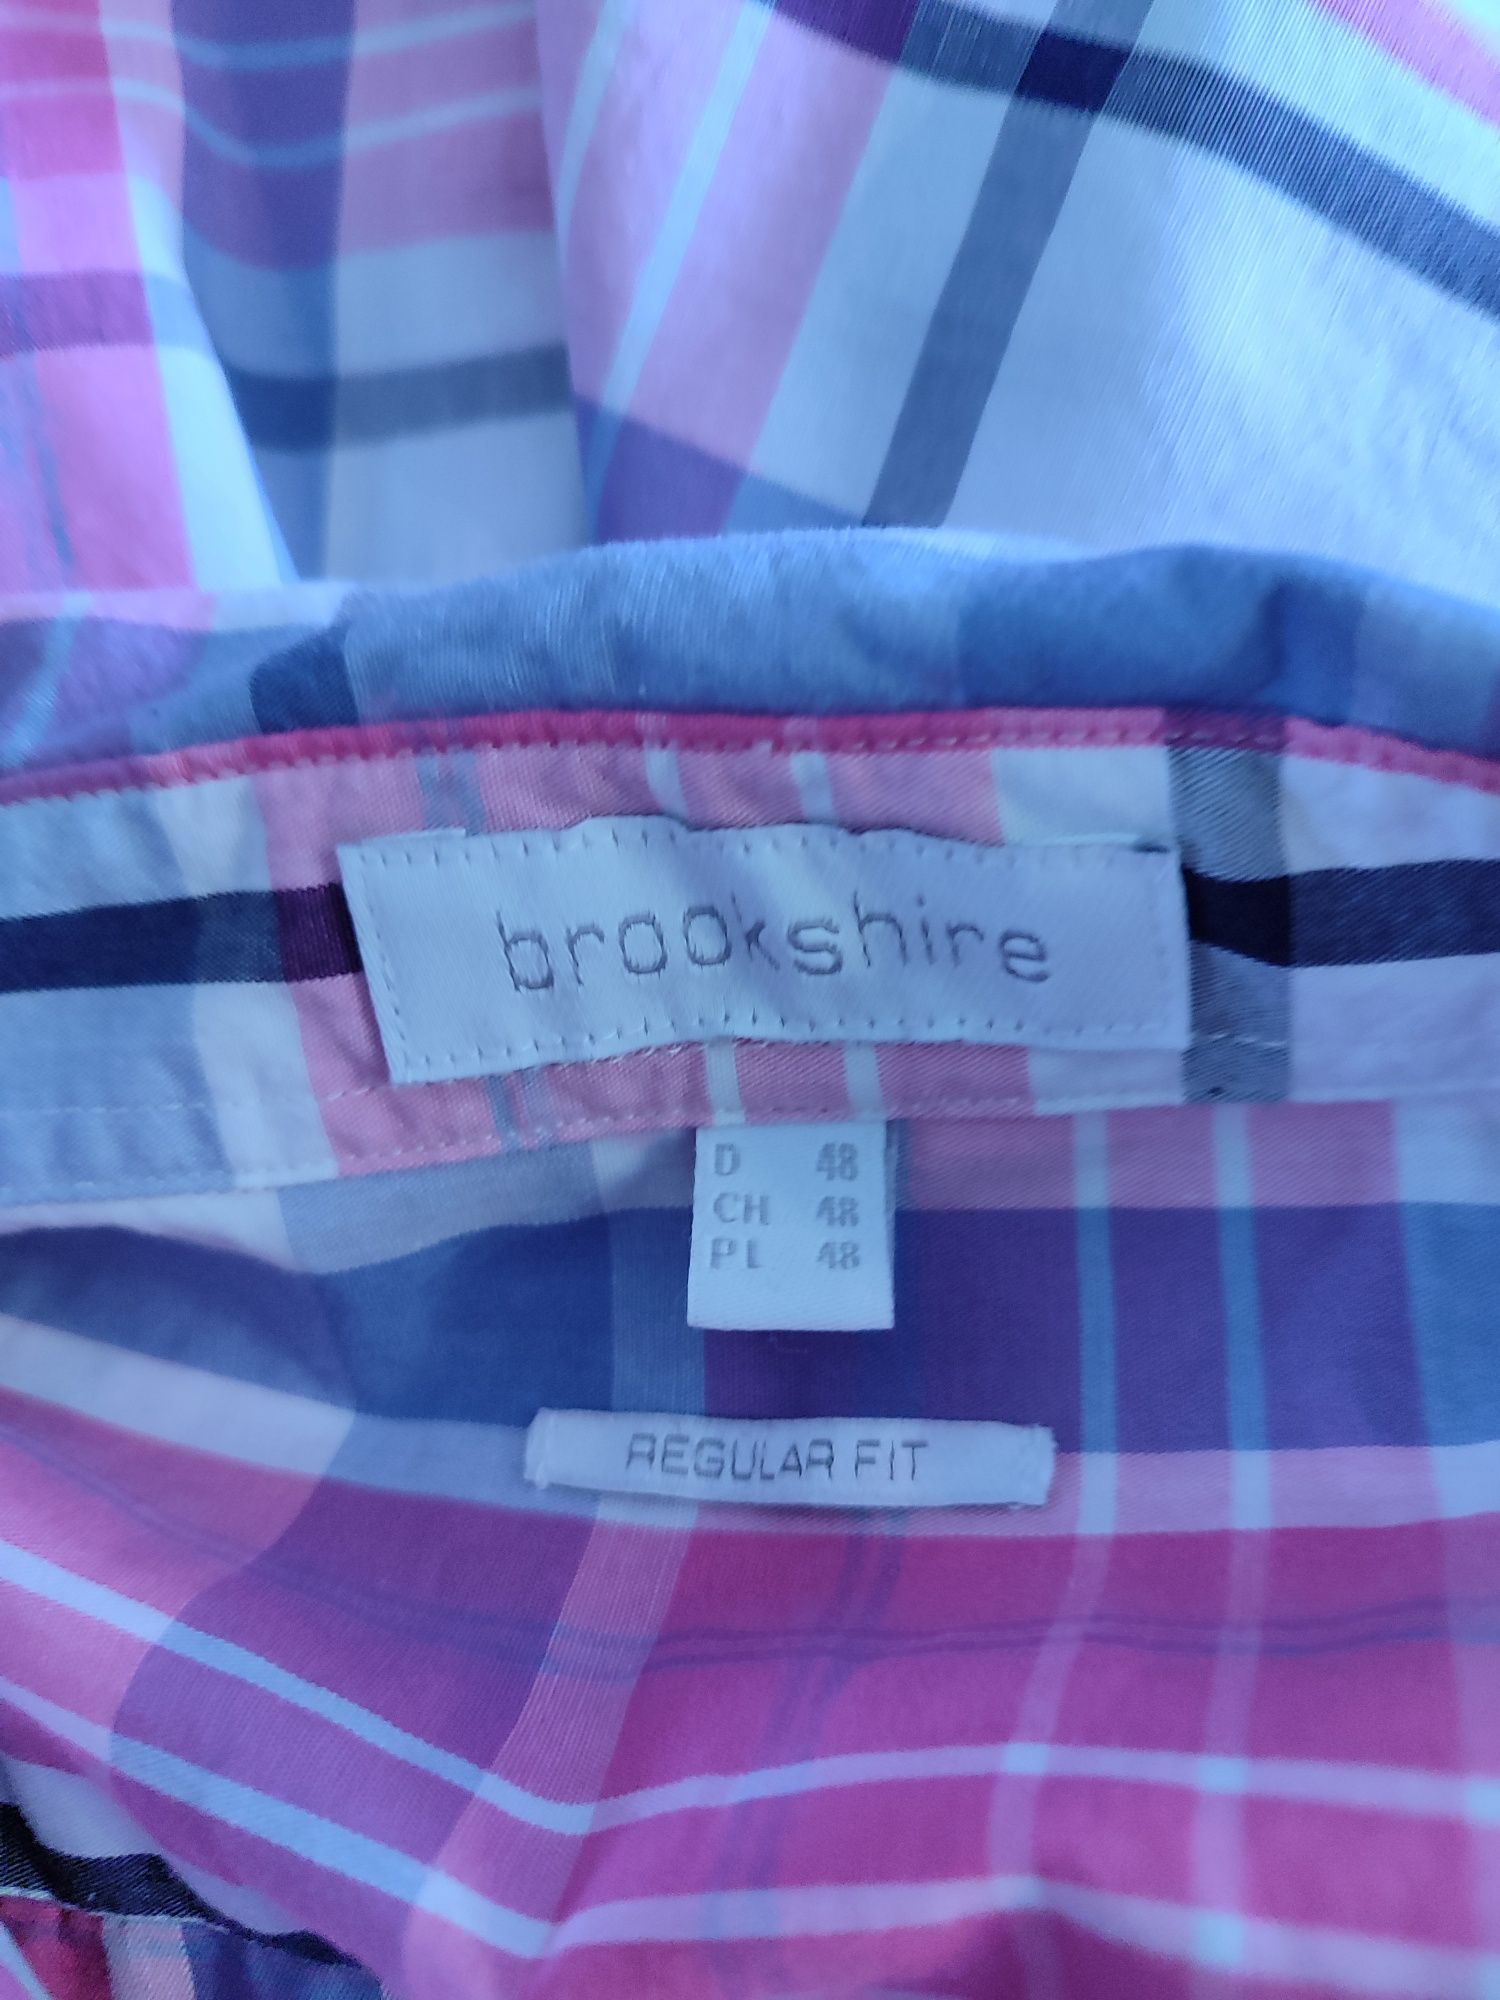 brookshire
D 48
CH 48
PL 48
REGULAR FIT